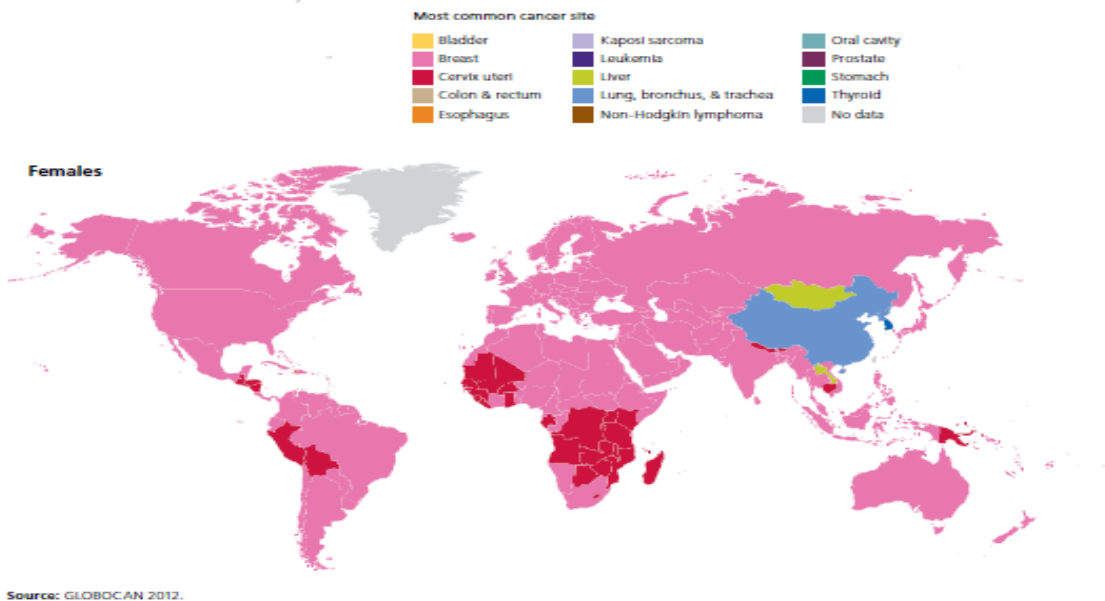 Most common cancer site
Bladder
Breast
Cervix uteri
Colon & rectum
Esophagus
Kaposi sarcoma
Leukemia
Liver
Lung, bronchus, & trachea
Non-Hodgkin lymphoma
Oral cavity
Prostate
Stomach
Thyroid
No data
Females
Source: GLOBOCAN 2012.